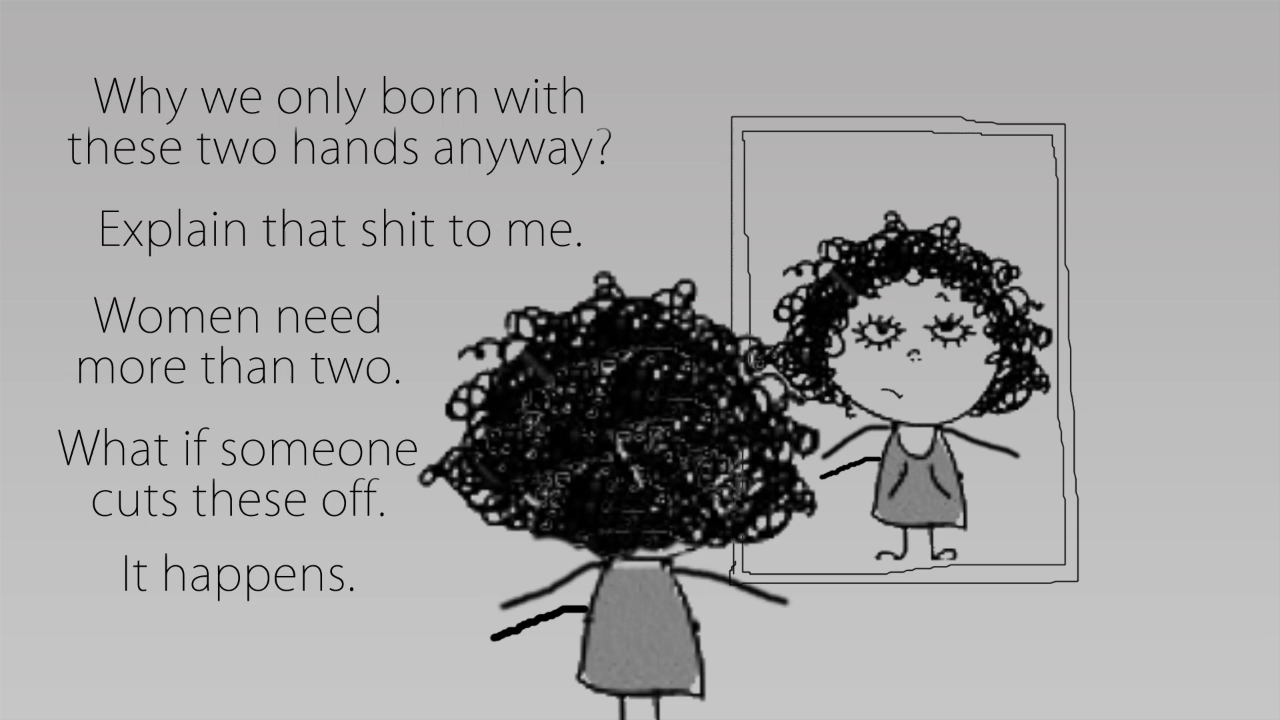 Why we only born with
these two hands anyway?
Explain that shit to me.
Women need
more than two.
What if someone
cuts these off.
It happens.